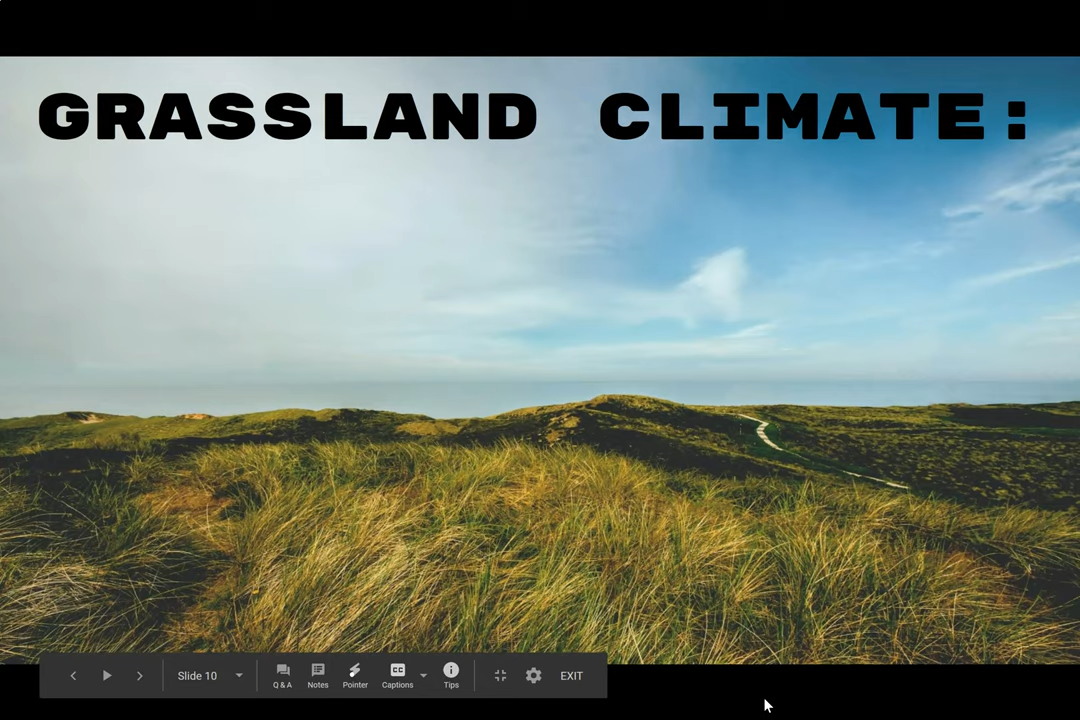 GRASSLAND CLIMATE:
Slide 10
Q & A
Notes
Pointer
CC
Captions
Tips
EXIT